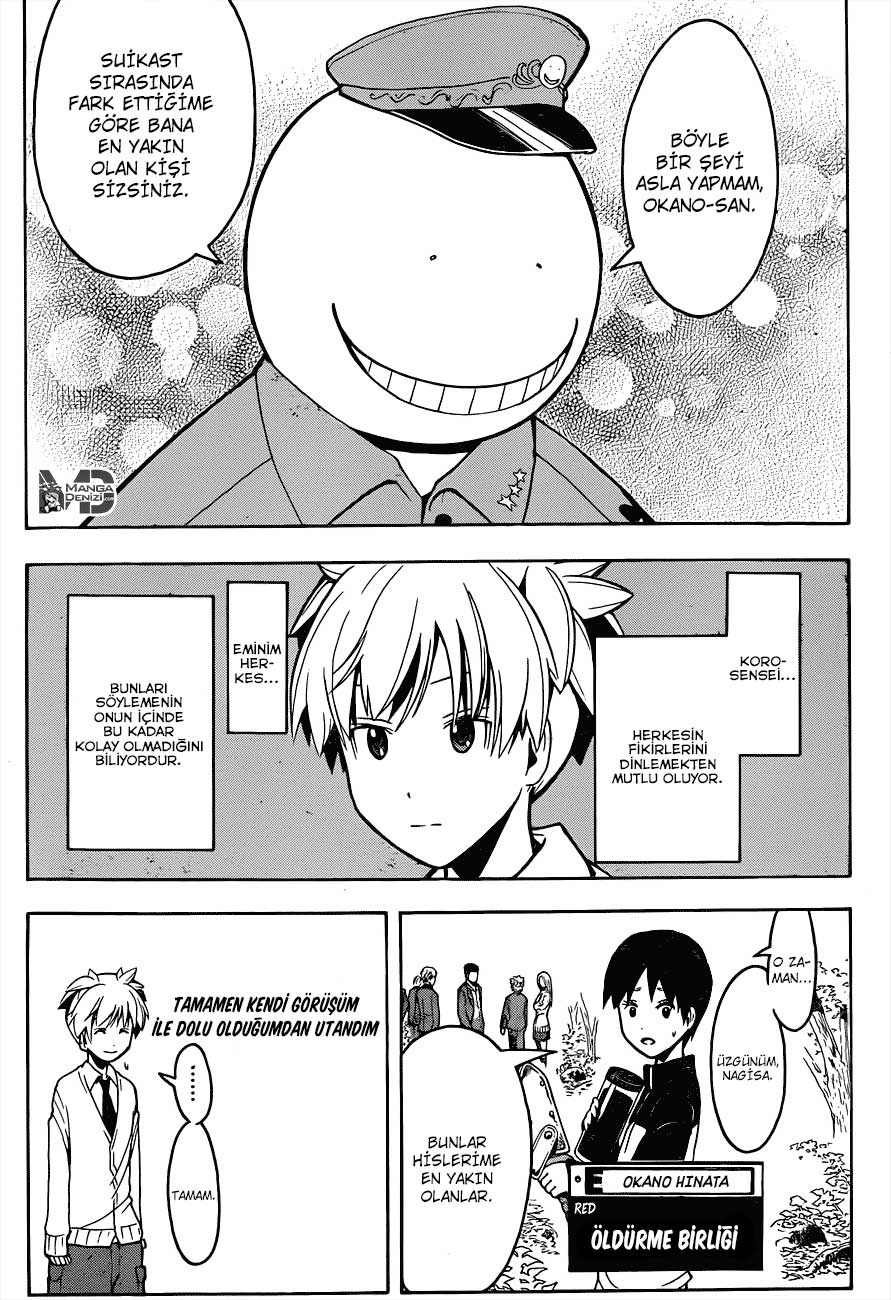 BÖYLE
BİR ŞEYİ
ASLA YAPMAM,
OKANO-SAN.
SUİKAST
SIRASINDA
FARK ETTİĞİME
GÖRE BANA
EN YAKIN
OLAN KİŞİ
SİZSİNİZ.
MANGA
DENİZİ
KORO-
SENSEİ...
HERKESİN
FİKİRLERİNİ
DİNLEMEKTEN
MUTLU OLUYOR.
EMİNİM
HER-
KES...
BUNLARI
SÖYLEMENİN
ONUN İÇİNDE
BU KADAR
KOLAY OLMADIĞINI
BİLİYORDUR.
O ZA-
MAN...
ÜZGÜNÜM,
NAGİSA.
BUNLAR
HİSLERİME
EN YAKIN
OLANLAR.
E OKANO HINATA
RED
ÖLDÜRME BİRLİĞİ
TAMAMEN KENDİ GÖRÜŞÜM
İLE DOLU OLDUĞUMDAN UTANDIM
......
TAMAM.